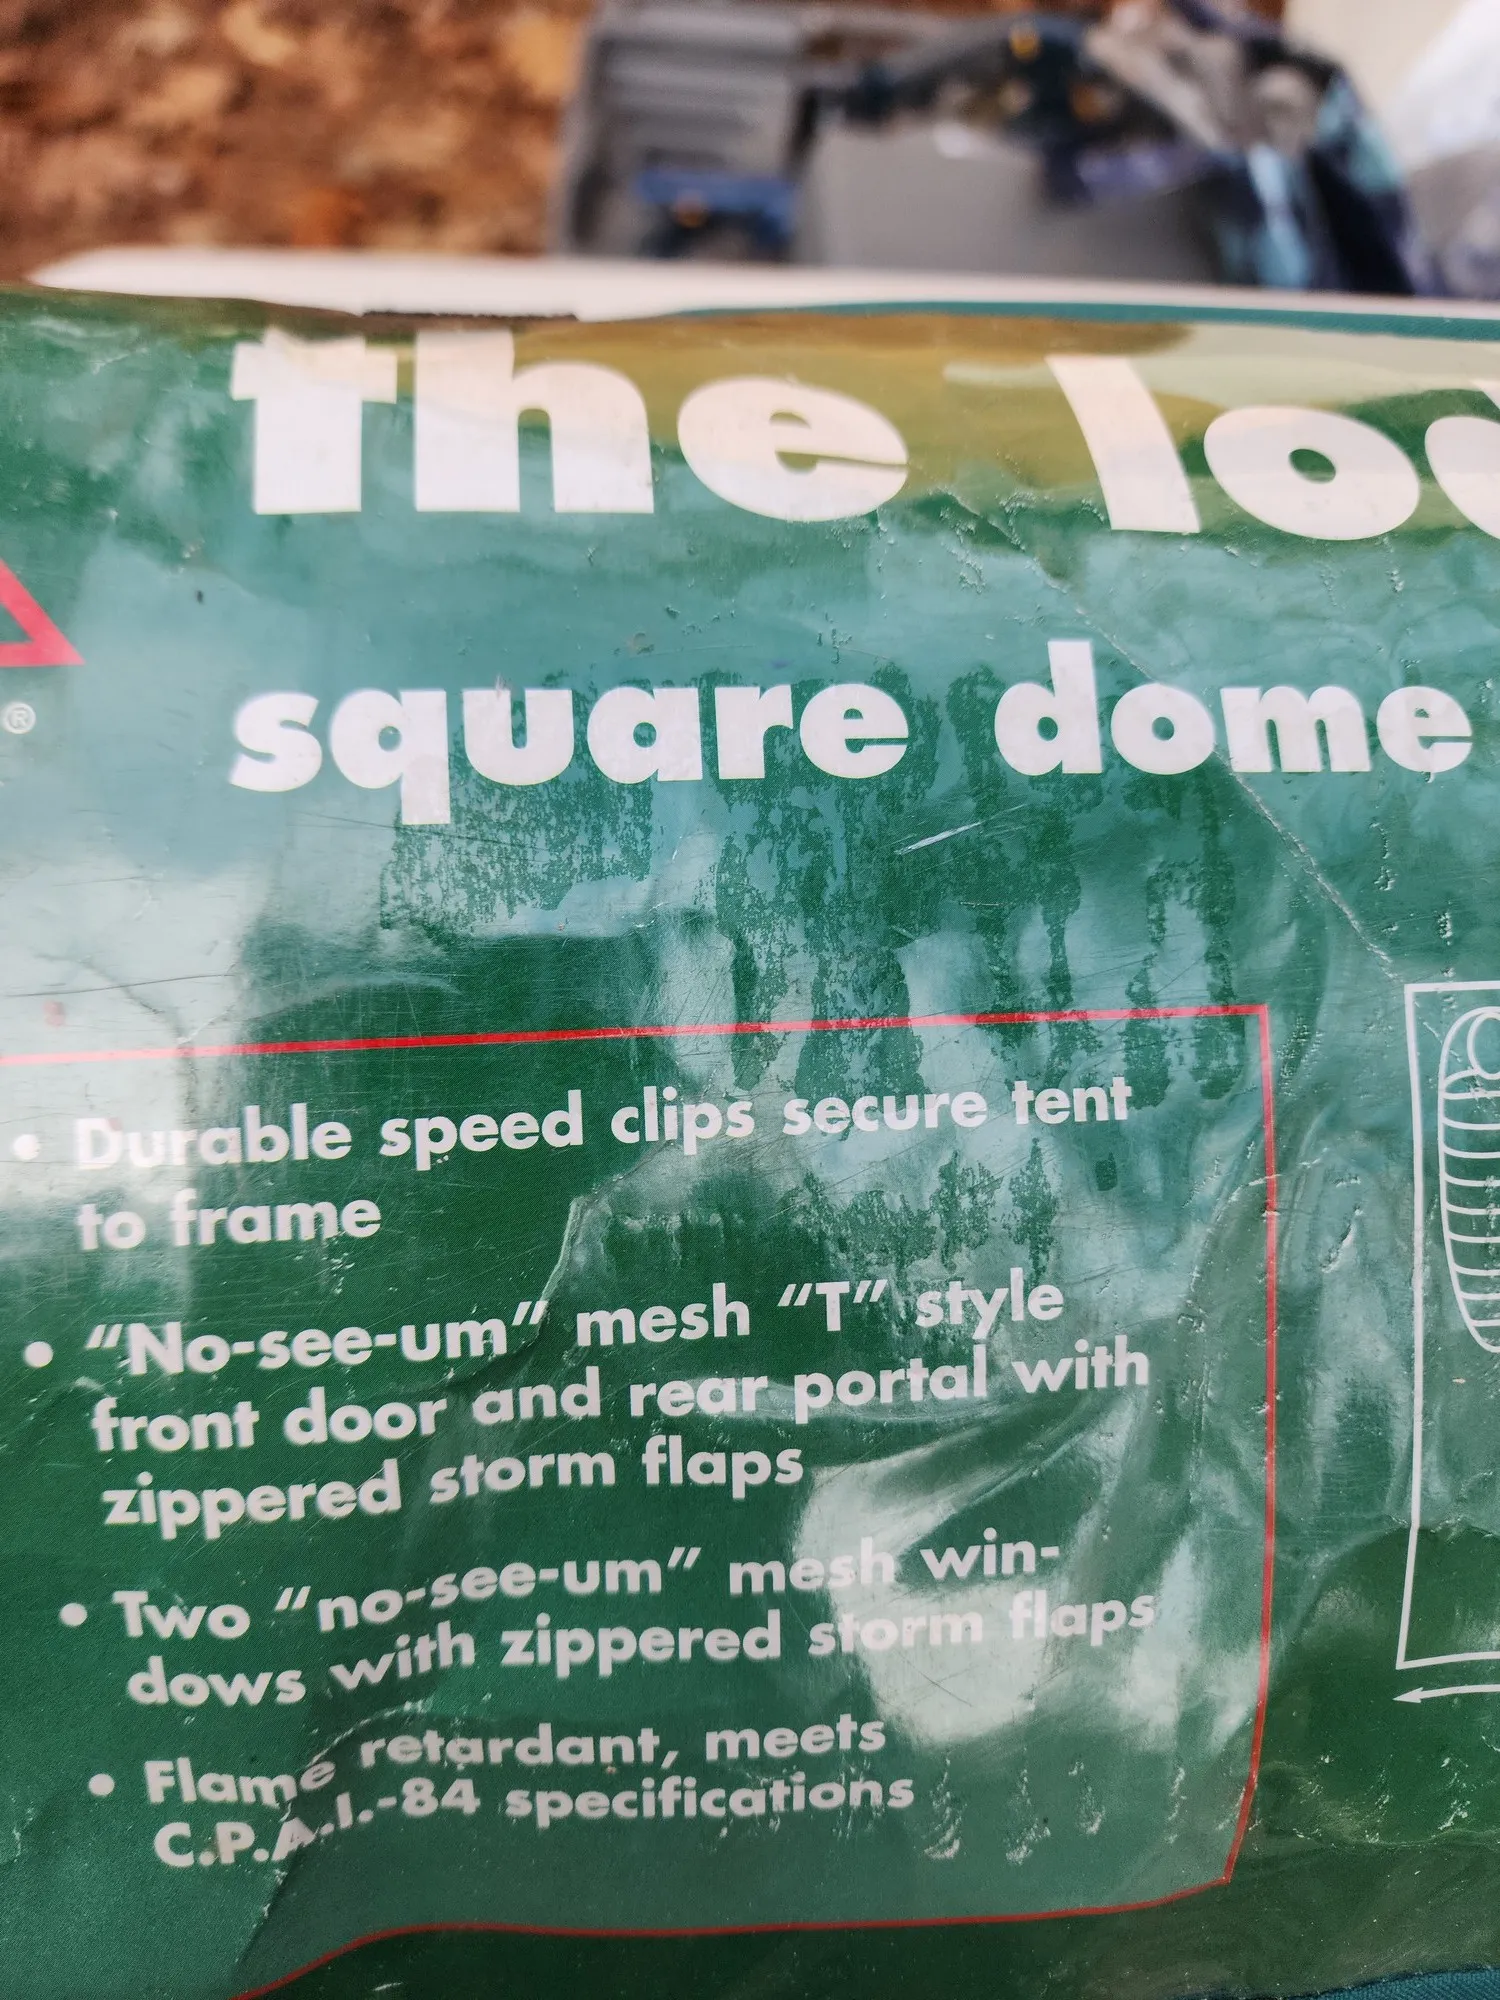 the
square dome
®
• Durable speed clips secure tent
to frame
• “No-see-um” mesh “T” style
front door and rear portal with
zippered storm flaps
• Two “no-see-um” mesh win-
dows with zippered storm flaps
• Flame retardant, meets
C.P.A.I.-84 specifications